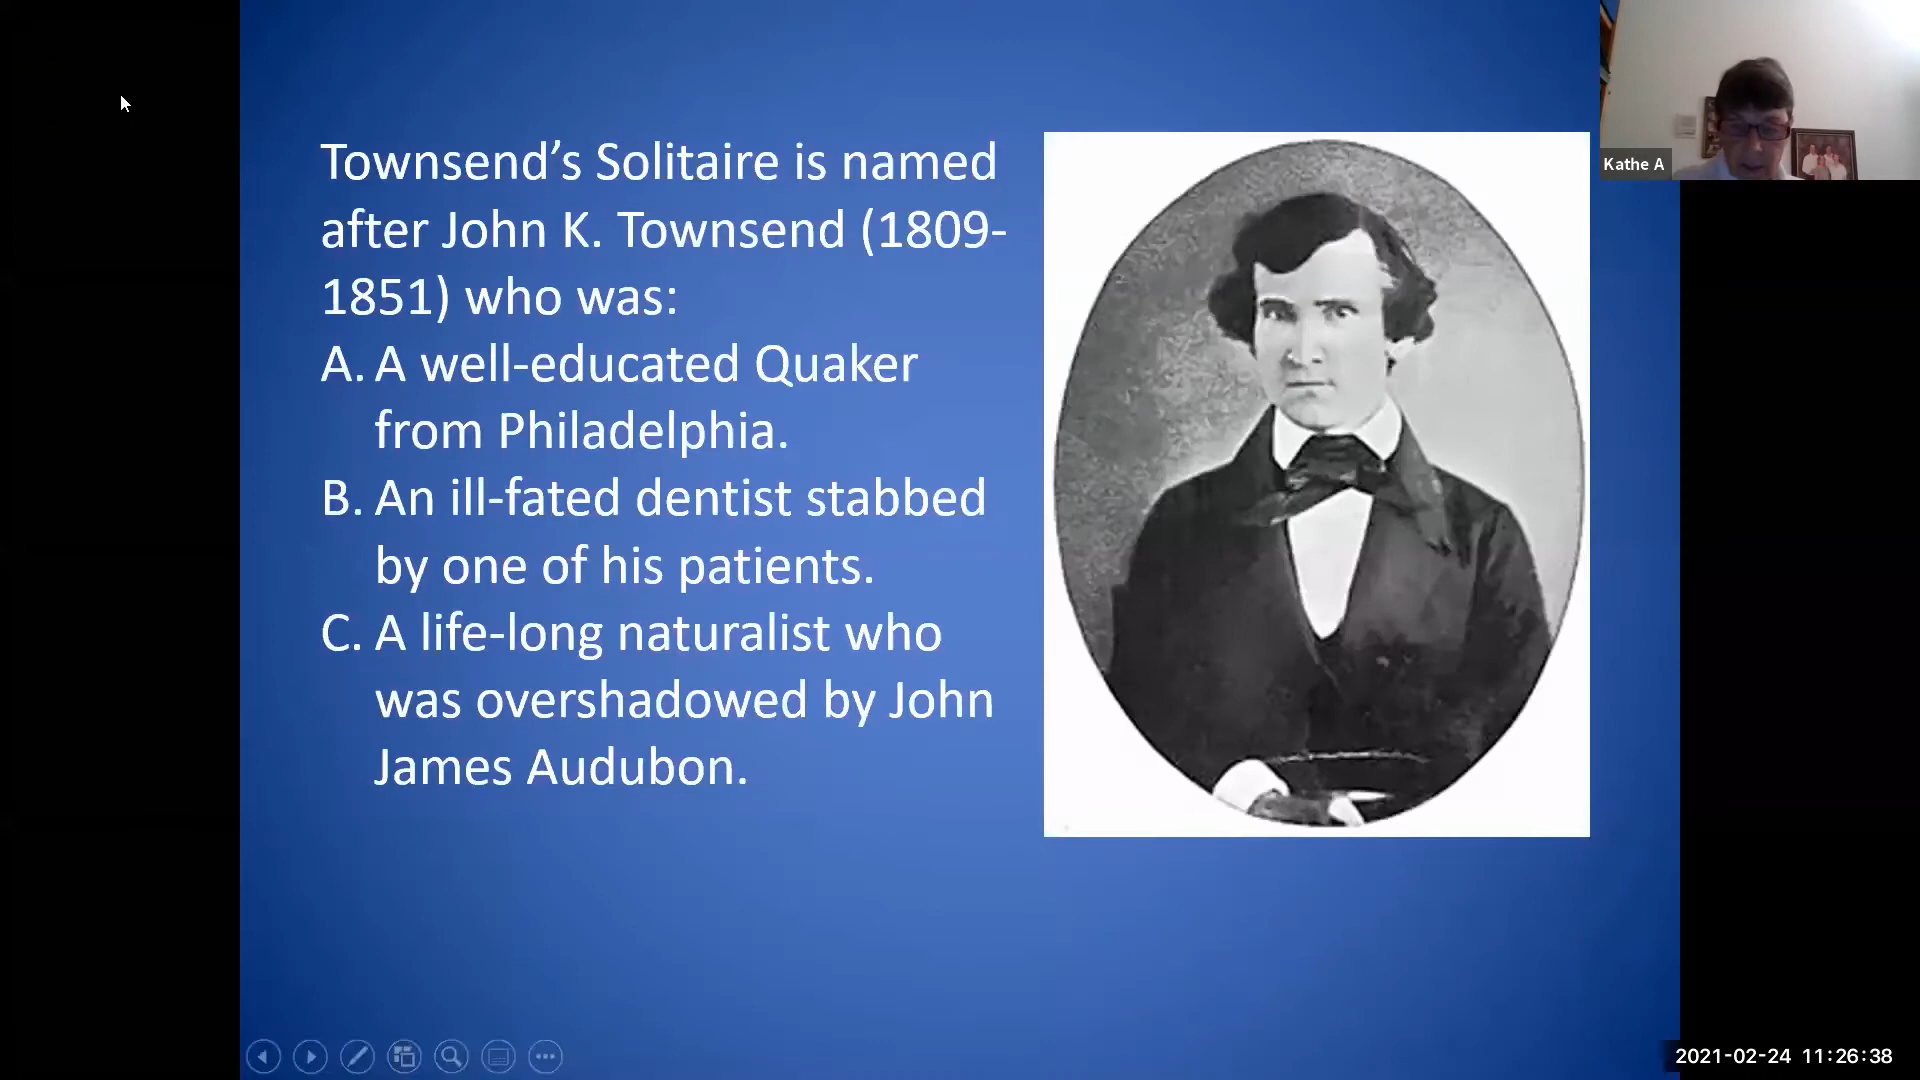 Townsend’s Solitaire is named
after John K. Townsend (1809-
1851) who was:
A. A well-educated Quaker
from Philadelphia.
B. An ill-fated dentist stabbed
by one of his patients.
C. A life-long naturalist who
was overshadowed by John
James Audubon.
Kathe A
2021-02-24 11:26:38